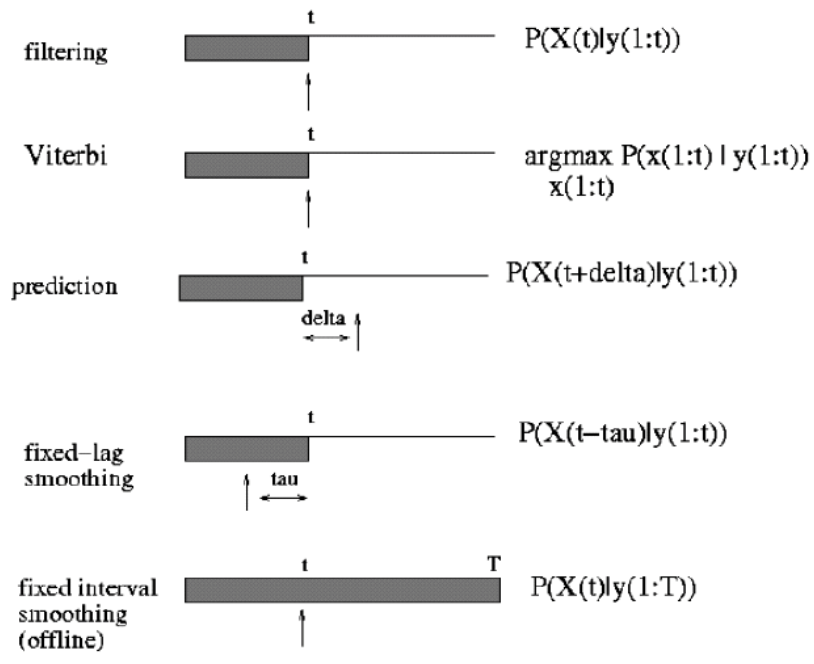 t
filtering
P(X(t)|y(1:t))
t
Viterbi
argmax P(x(1:t) | y(1:t))
x(1:t)
t
prediction
P(X(t+delta)|y(1:t))
delta
t
fixed-lag
smoothing
P(X(t-tau)|y(1:t))
tau
t
T
fixed interval
smoothing
(offline)
P(X(t)|y(1:T))